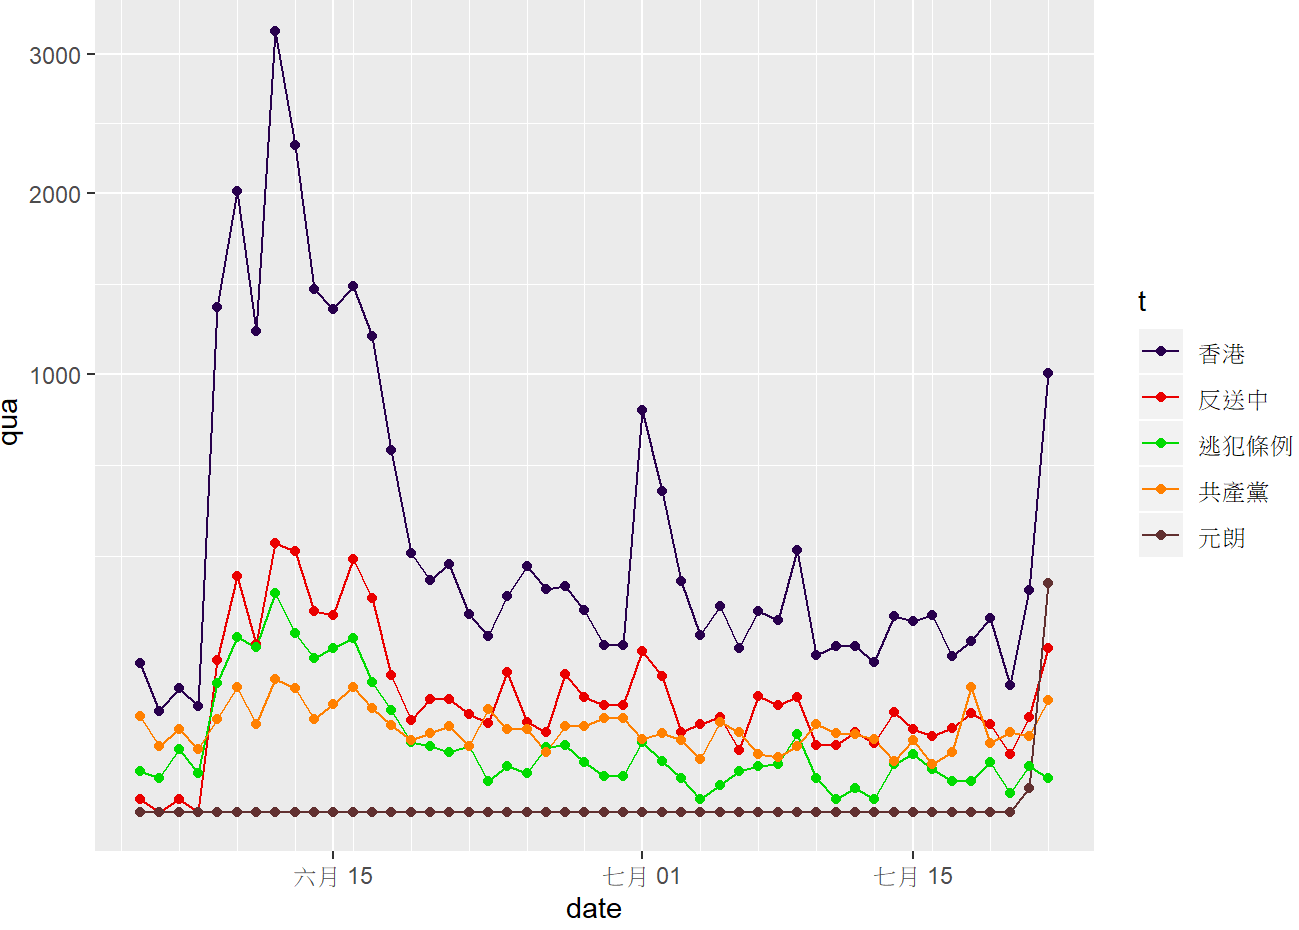 3000
2000
1000
qua
六月 15
七月 01
七月 15
date
t
香港
反送中
逃犯條例
共產黨
元朗